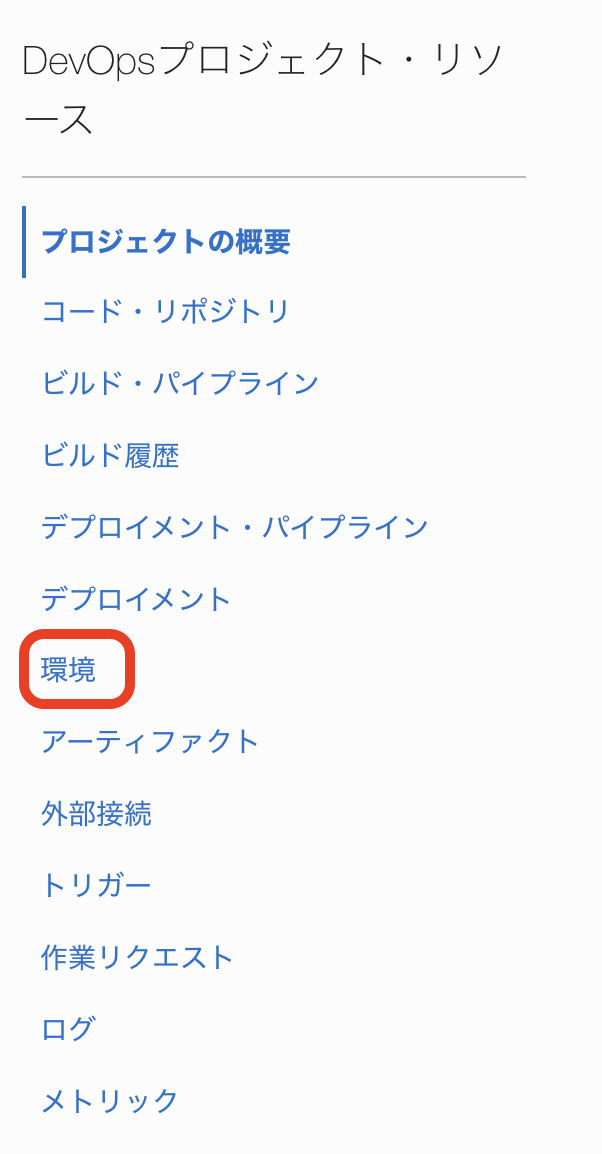 DevOpsプロジェクト・リソ
ース
プロジェクトの概要
コード・リポジトリ
ビルド・パイプライン
ビルド履歴
デプロイメント・パイプライン
デプロイメント
環境
アーティファクト
外部接続
トリガー
作業リクエスト
ログ
メトリック